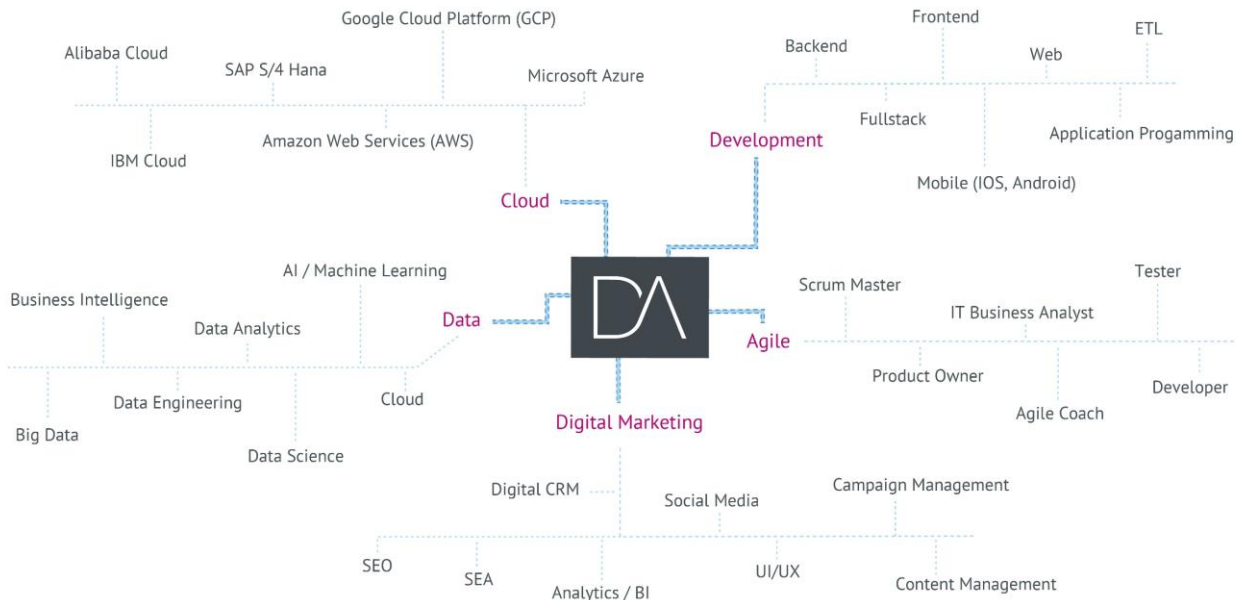 Google Cloud Platform (GCP)
Alibaba Cloud
SAP S/4 Hana
Microsoft Azure
IBM Cloud
Amazon Web Services (AWS)
Cloud
Frontend
Backend
Web
ETL
Development
Fullstack
Application Progamming
Mobile (IOS, Android)
AI / Machine Learning
Business Intelligence
Data Analytics
Data
Data Engineering
Cloud
Big Data
Data Science
DA
Tester
Scrum Master
IT Business Analyst
Agile
Product Owner
Developer
Agile Coach
Digital Marketing
Digital CRM
Social Media
Campaign Management
SEO
SEA
Analytics / BI
UI/UX
Content Management